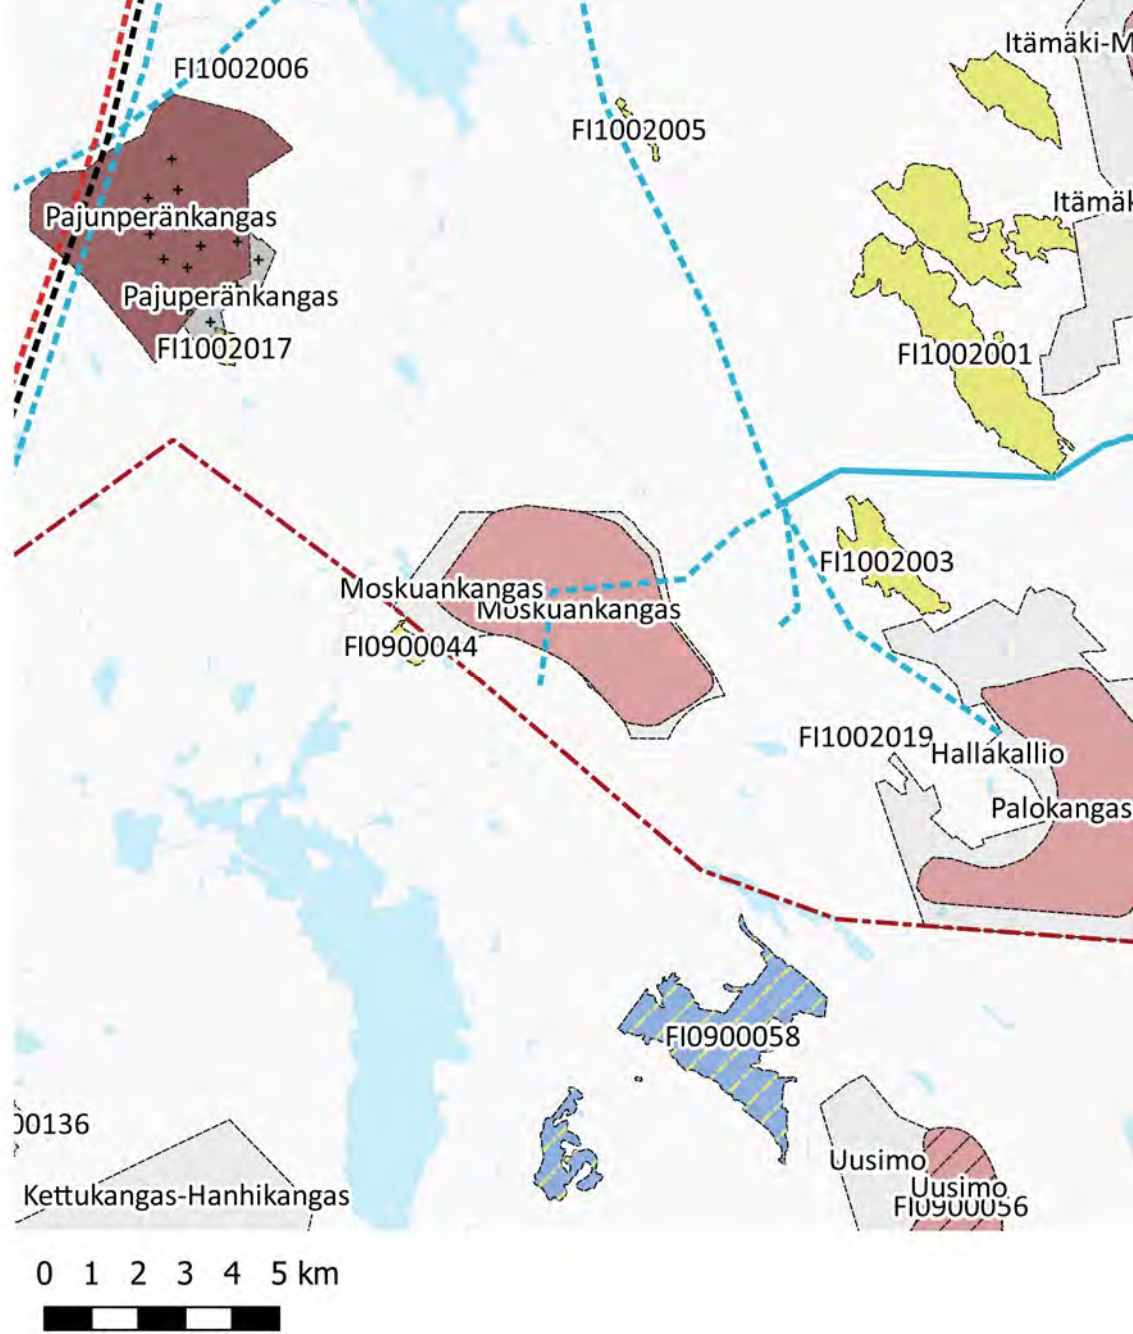 Itämäki-M
FI1002006
FI1002005
Itämäk
Pajunperänkangas
Pajuperänkangas
FI1002017
FI1002001
FI1002003
Moskuankangas
Moskuankangas
FI0900044
FI1002019
Hallakallio
Palokangas
FI0900058
00136
Uusimo
Uusimo
Kettukangas-Hanhikangas
FI0900056
0 1 2 3 4 5 km